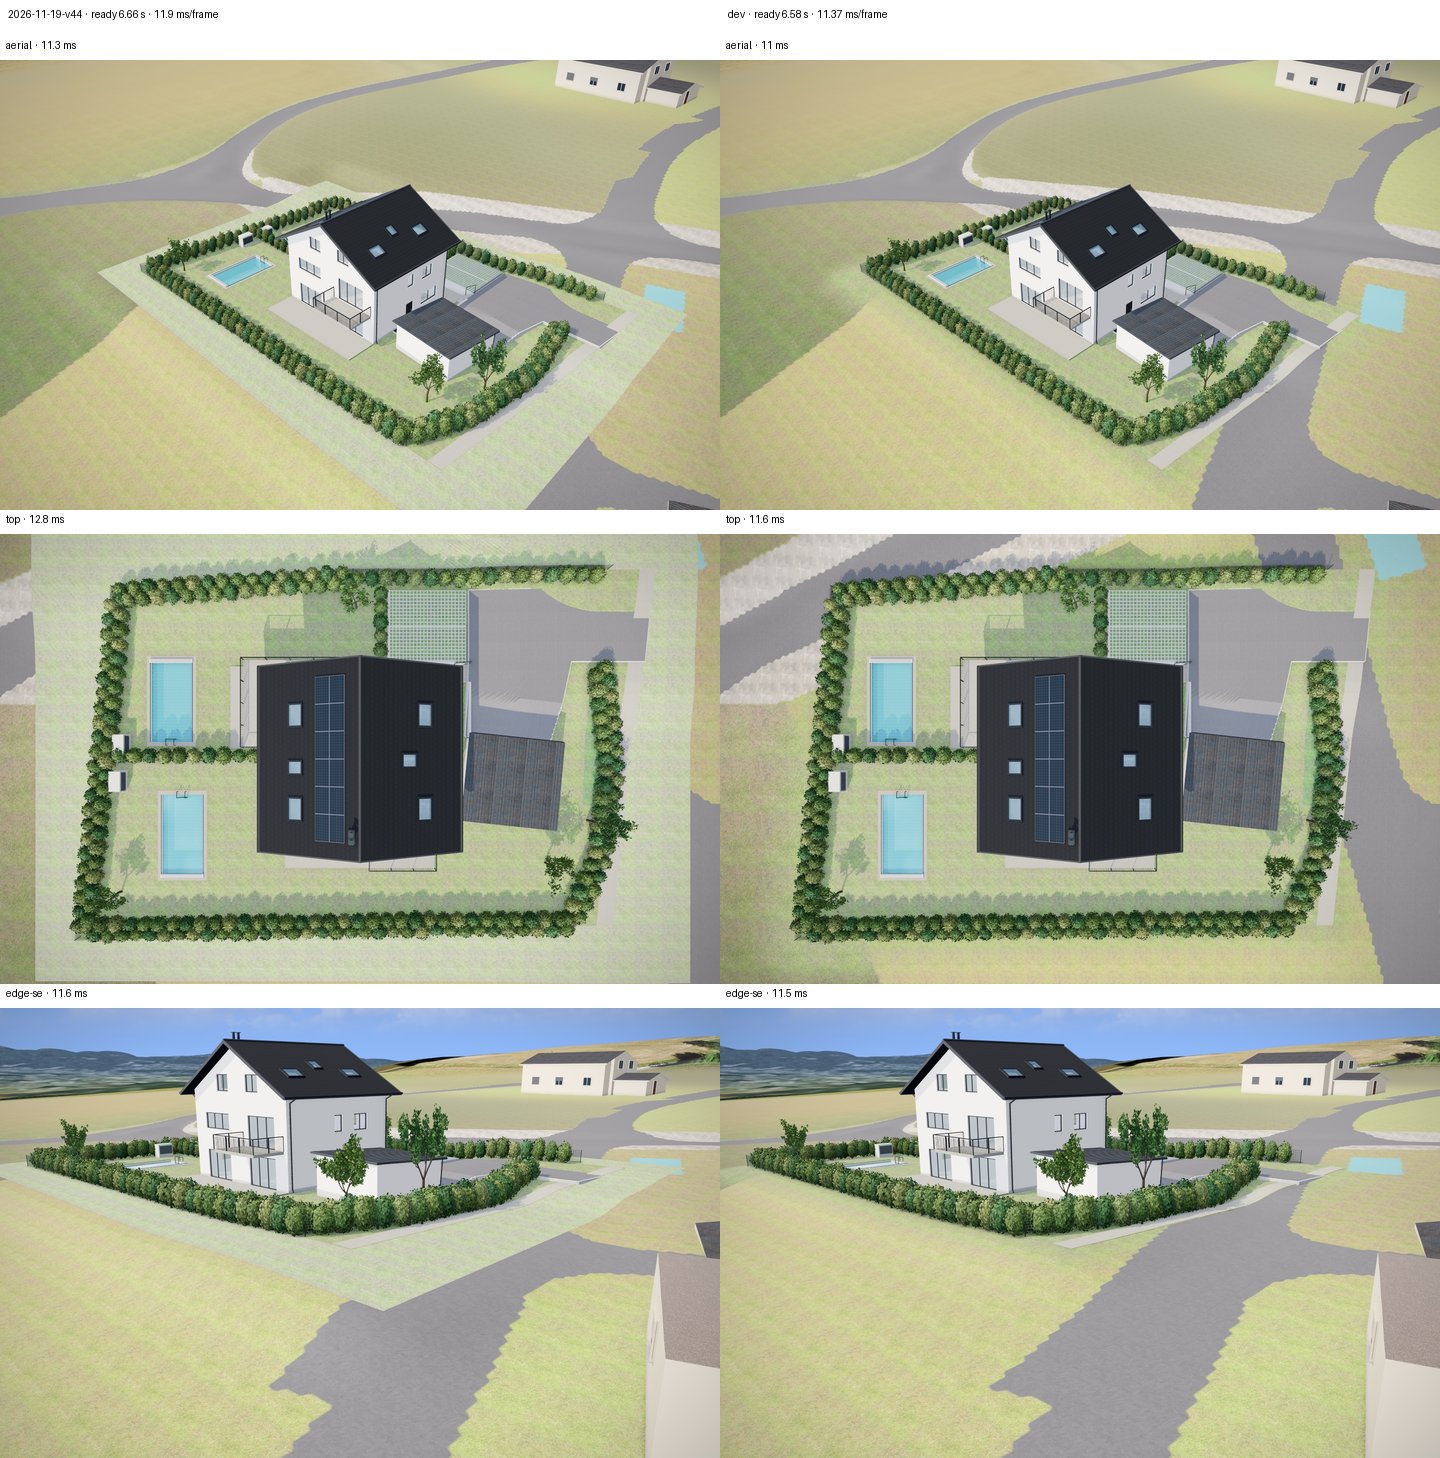 2026-11-19-v44 · ready 6.66 s · 11.9 ms/frame
dev · ready 6.58 s · 11.37 ms/frame
aerial · 11.3 ms
aerial · 11 ms
top · 12.8 ms
top · 11.6 ms
edge-se · 11.6 ms
edge-se · 11.5 ms